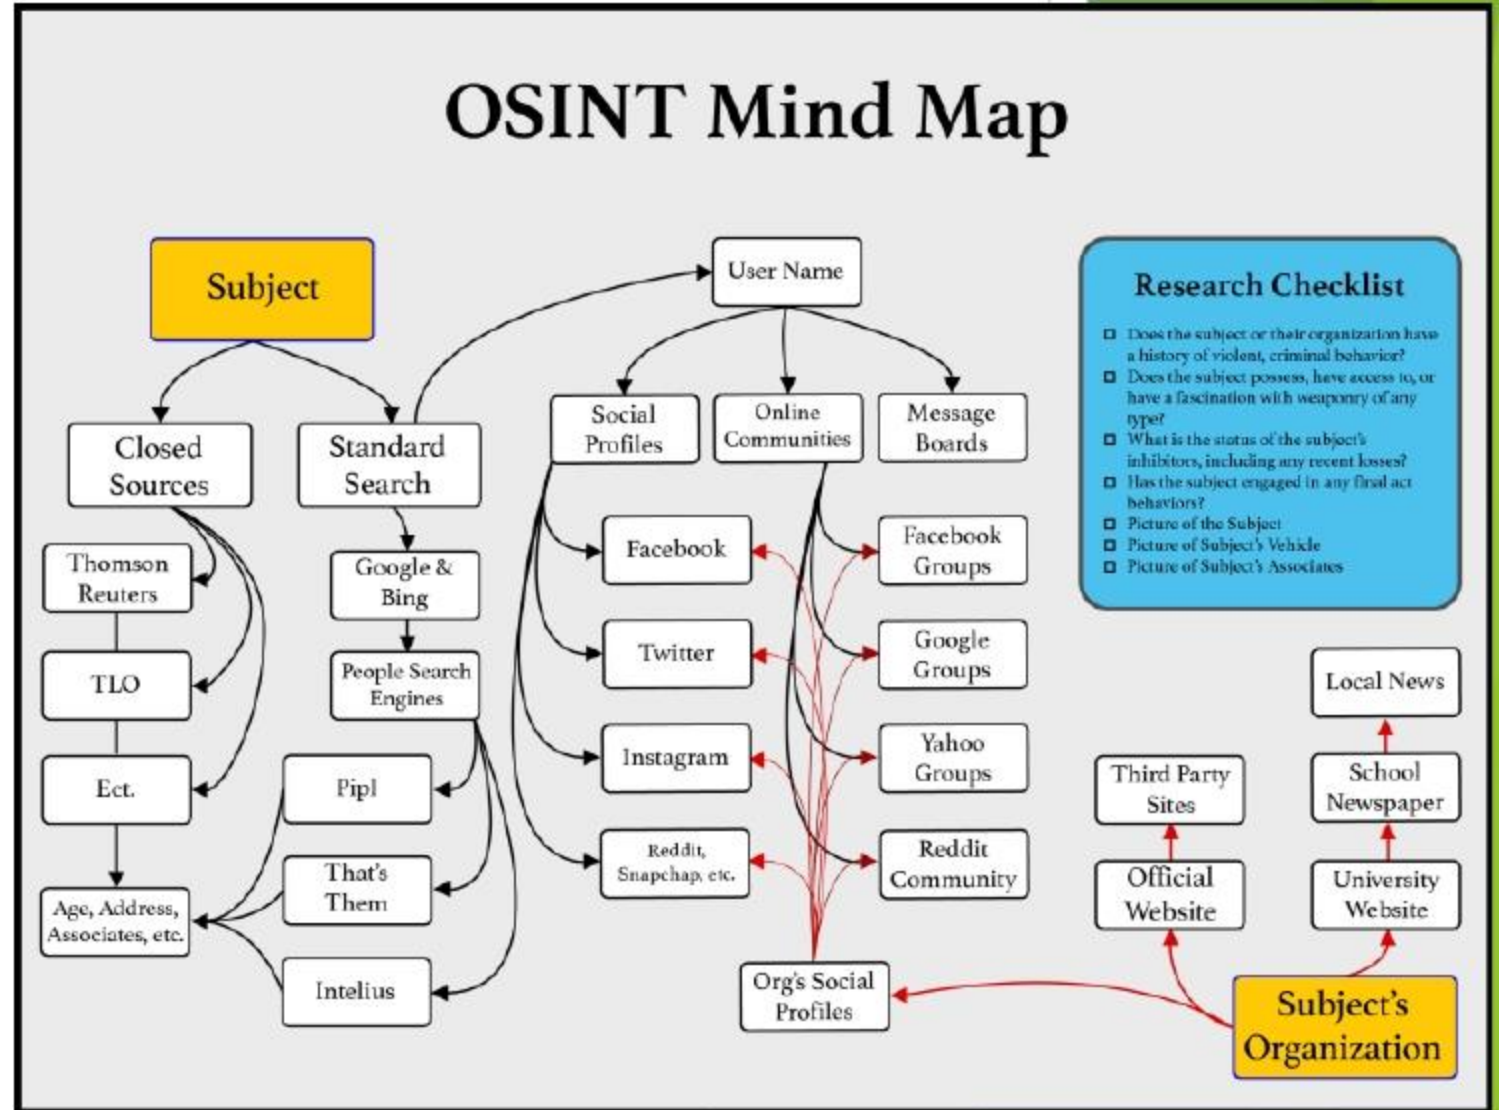 OSINT Mind Map
Subject
User Name
Research Checklist
Does the subject or their organization have
a history of violent, criminal behavior?
Does the subject possess, have access to, or
have a fascination with weaponry of any
type?
What is the status of the subject's
inhibitors, including any recent losses?
Has the subject engaged in any final act
behaviors?
Picture of the Subject
Picture of Subject's Vehicle
Picture of Subject's Associates
Closed
Sources
Standard
Search
Social
Profiles
Online
Communities
Message
Boards
Thomson
Reuters
Google &
Bing
Facebook
Facebook
Groups
TLO
People Search
Engines
Twitter
Google
Groups
Local News
Ect.
Pipl
Instagram
Yahoo
Groups
Third Party
Sites
School
Newspaper
Age, Address,
Associates, etc.
That's
Them
Reddit,
Snapchap, etc.
Reddit
Community
Official
Website
University
Website
Intelius
Org's Social
Profiles
Subject's
Organization